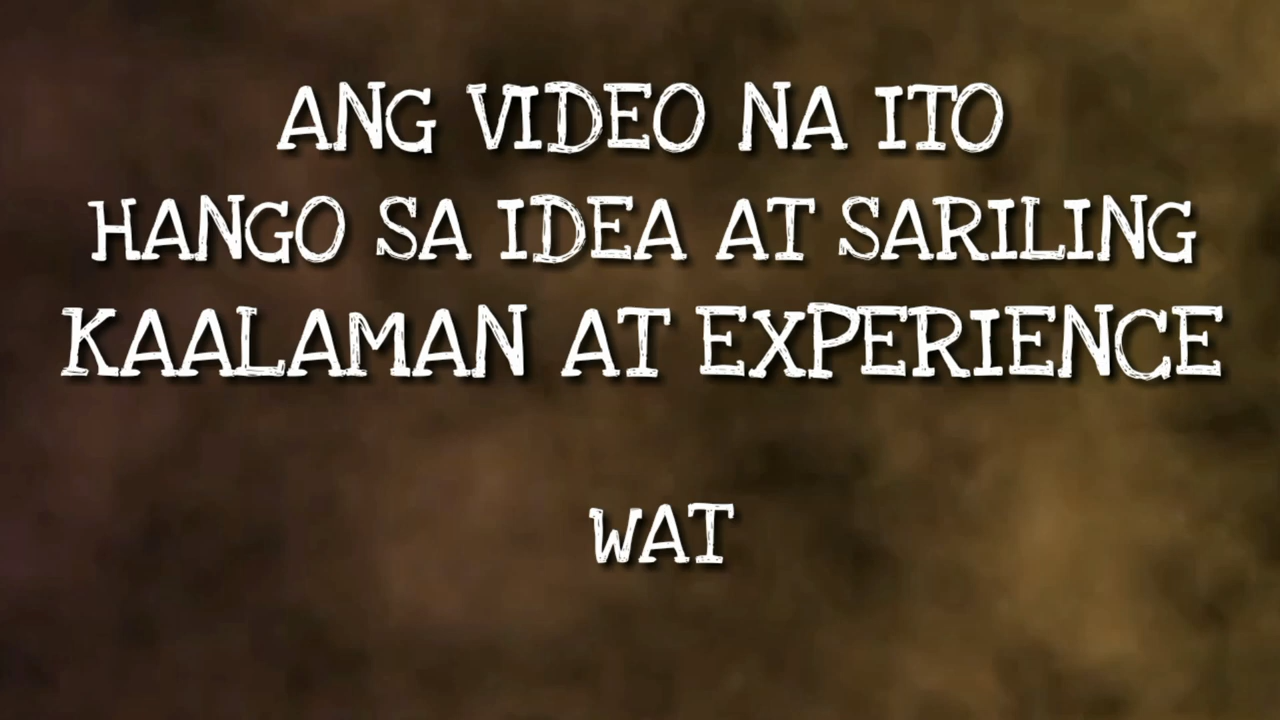 ANG VIDEO NA ITO
HANGO SA IDEA AT SARILING
KAALAMAN AT EXPERIENCE
WAT